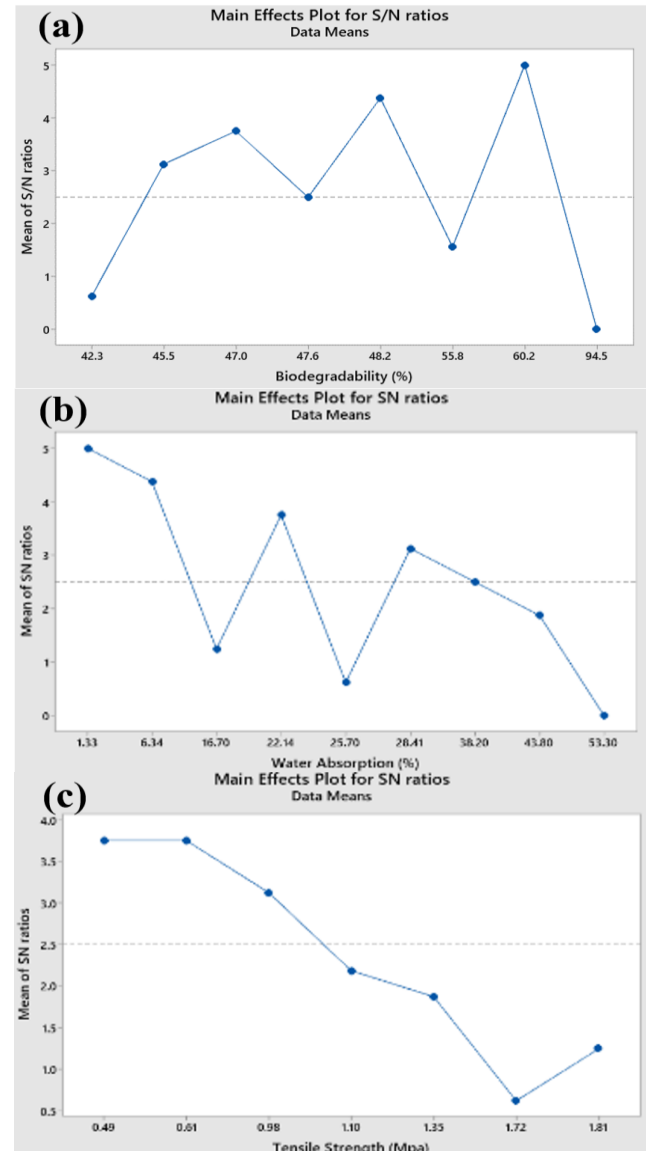 (a)
Main Effects Plot for S/N ratios
Data Means
Mean of S/N ratios
5
4
3
2
1
0
42.3 45.5 47.0 47.6 48.2 55.8 60.2 94.5
Biodegradability (%)
(b)
Main Effects Plot for SN ratios
Data Means
Mean of SN ratios
5
4
3
2
1
0
1.33 6.34 16.70 22.14 25.70 28.41 38.20 43.80 53.30
Water Absorption (%)
(c)
Main Effects Plot for SN ratios
Data Means
Mean of SN ratios
4.0
3.5
3.0
2.5
2.0
1.5
1.0
0.5
0.49 0.61 0.98 1.10 1.35 1.72 1.81
Tensile Strength (Mpa)